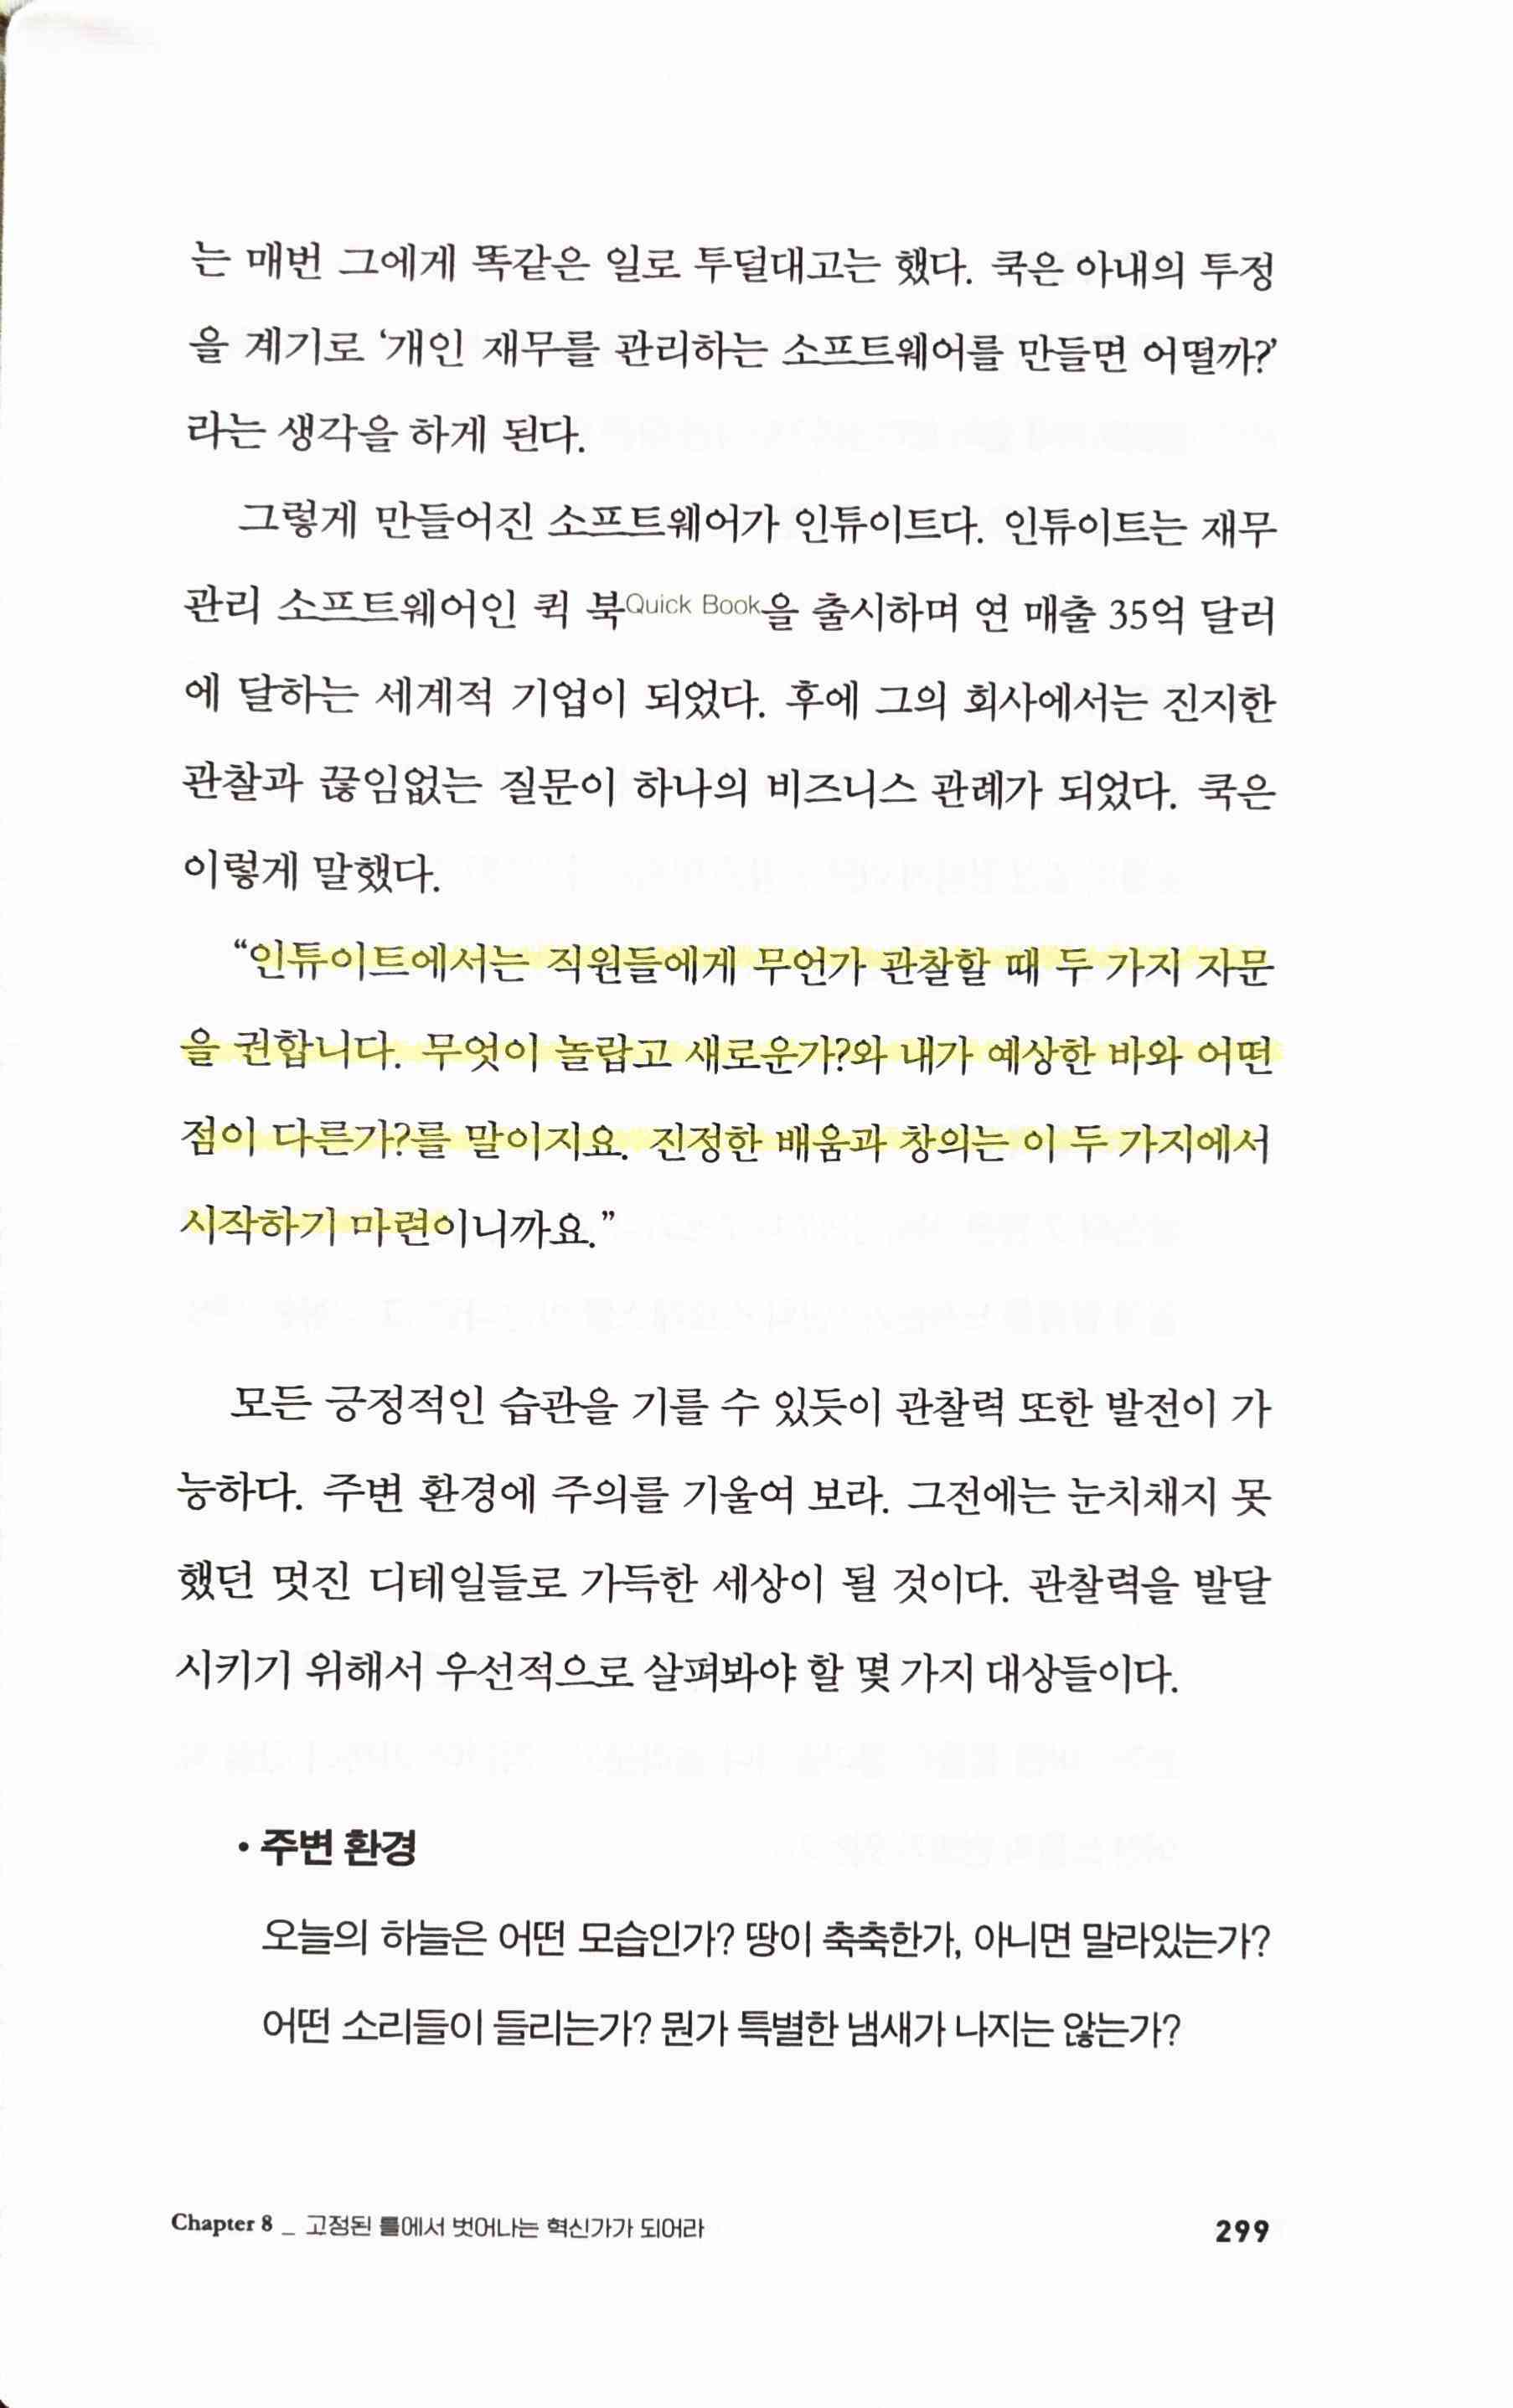 는 매번 그에게 똑같은 일로 투덜대고는 했다. 쿡은 아내의 투정
을 계기로 ‘개인 재무를 관리하는 소프트웨어를 만들면 어떨까?’
라는 생각을 하게 된다.
그렇게 만들어진 소프트웨어가 인튜이트다. 인튜이트는 재무
관리 소프트웨어인 퀵 북Quick Book을 출시하며 연 매출 35억 달러
에 달하는 세계적 기업이 되었다. 후에 그의 회사에서는 진지한
관찰과 끊임없는 질문이 하나의 비즈니스 관례가 되었다. 쿡은
이렇게 말했다.
“인튜이트에서는 직원들에게 무언가 관찰할 때 두 가지 자문
을 권합니다. 무엇이 놀랍고 새로운가?와 내가 예상한 바와 어떤
점이 다른가?를 말이지요. 진정한 배움과 창의는 이 두 가지에서
시작하기 마련이니까요.”
모든 긍정적인 습관을 기를 수 있듯이 관찰력 또한 발전이 가
능하다. 주변 환경에 주의를 기울여 보라. 그전에는 눈치채지 못
했던 멋진 디테일들로 가득한 세상이 될 것이다. 관찰력을 발달
시키기 위해서 우선적으로 살펴봐야 할 몇 가지 대상들이다.
• 주변 환경
오늘의 하늘은 어떤 모습인가? 땅이 축축한가, 아니면 말라있는가?
어떤 소리들이 들리는가? 뭔가 특별한 냄새가 나지는 않는가?
Chapter 8 _ 고정된 틀에서 벗어나는 혁신가가 되어라
299